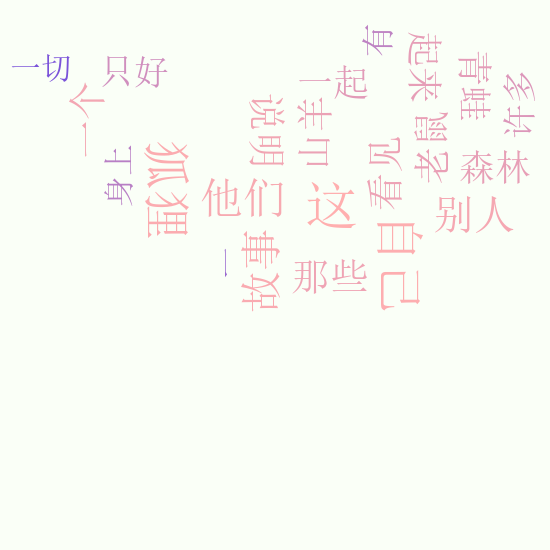 一切
只好
一个
身上
狐狸
他们
说明
故事
一
山羊
一起
这
那些
有
看见
自己
起来
老鼠
别人
青蛙
森林
许多